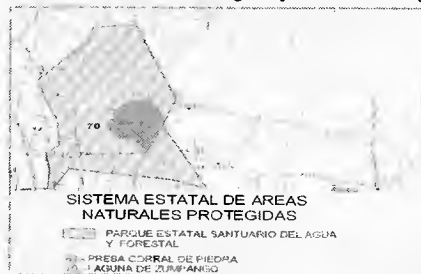 70
SISTEMA ESTATAL DE AREAS
NATURALES PROTEGIDAS
PARQUE ESTATAL SANTUARIO DEL AGUA
Y FORESTAL
PRESA CORRAL DE PIEDRA
LAGUNA DE ZUMPANGO